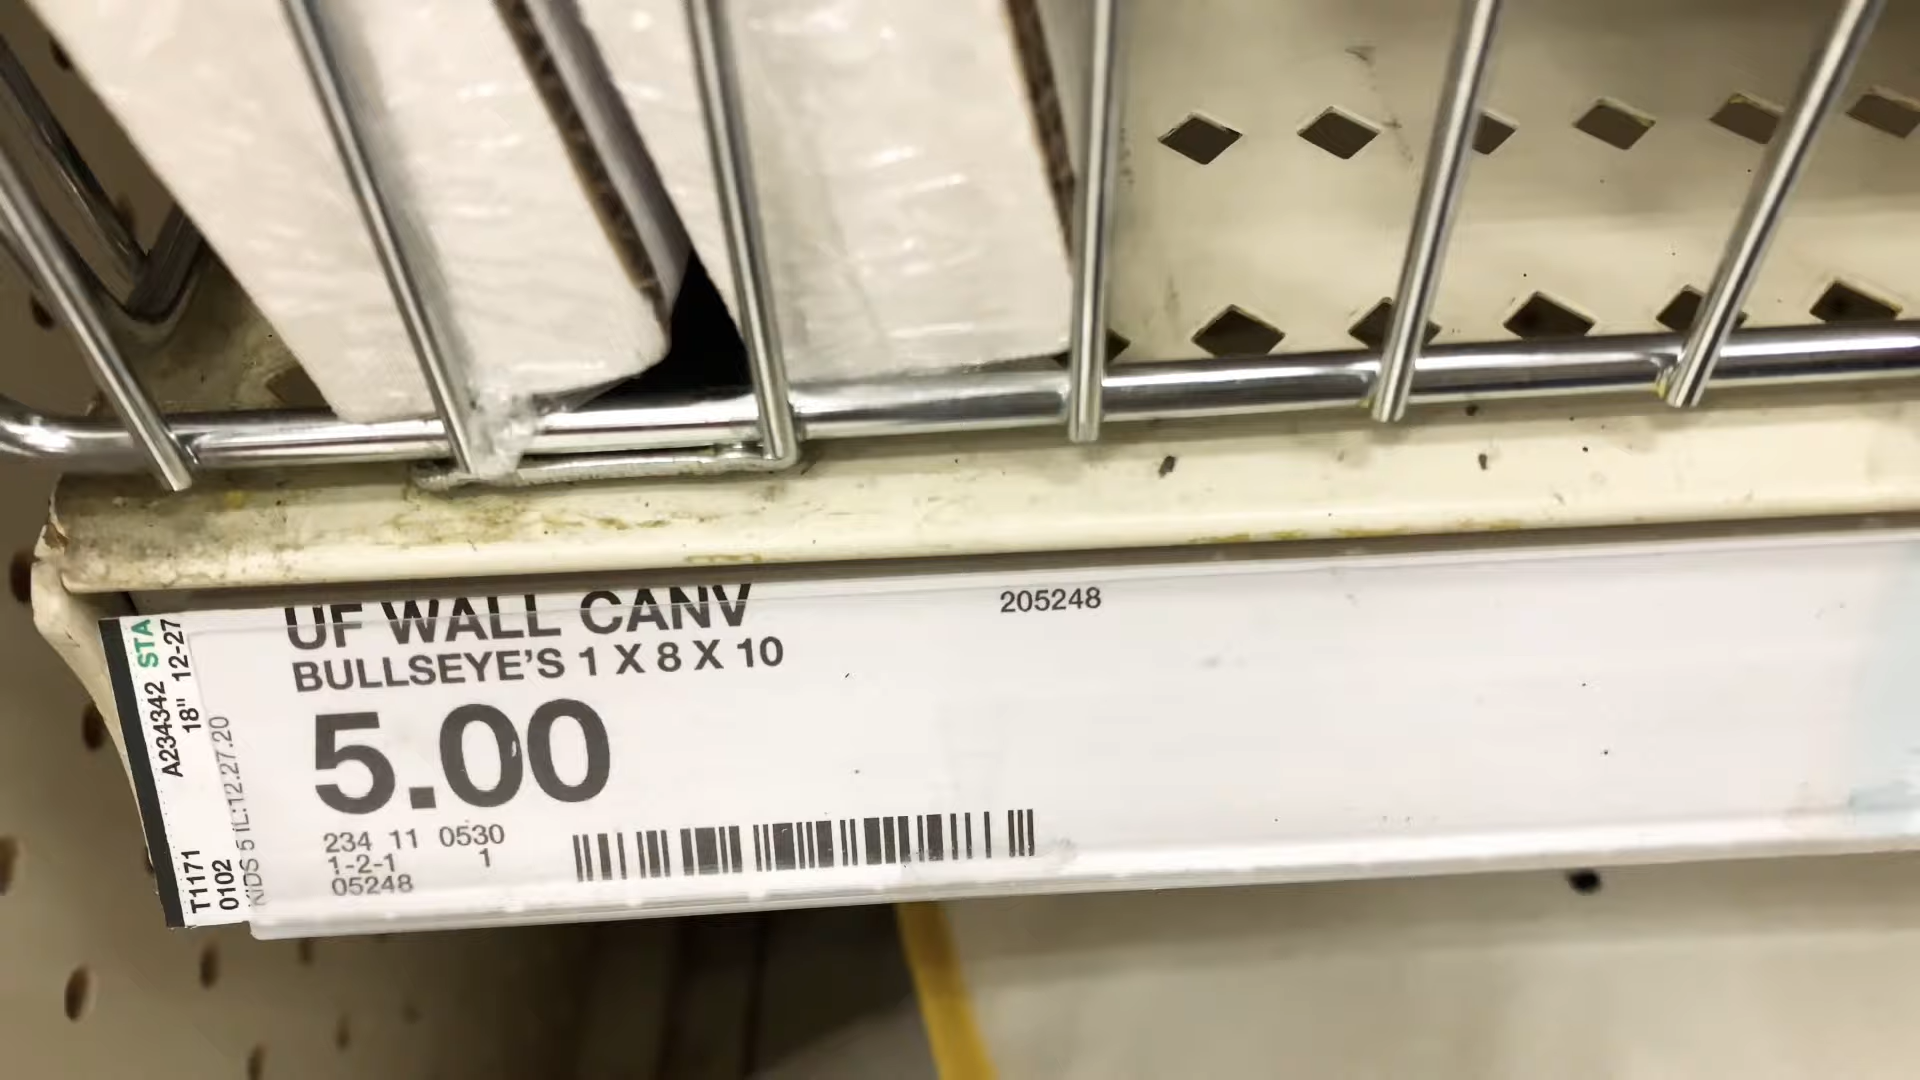 UF WALL CANV
205248
BULLSEYE'S 1 X 8 X 10
5.00
234 11 0530
1-2-1 1
05248
A234342 STA
18" 12-27
T1171
0102
KIDS 5 IL:12.27.20